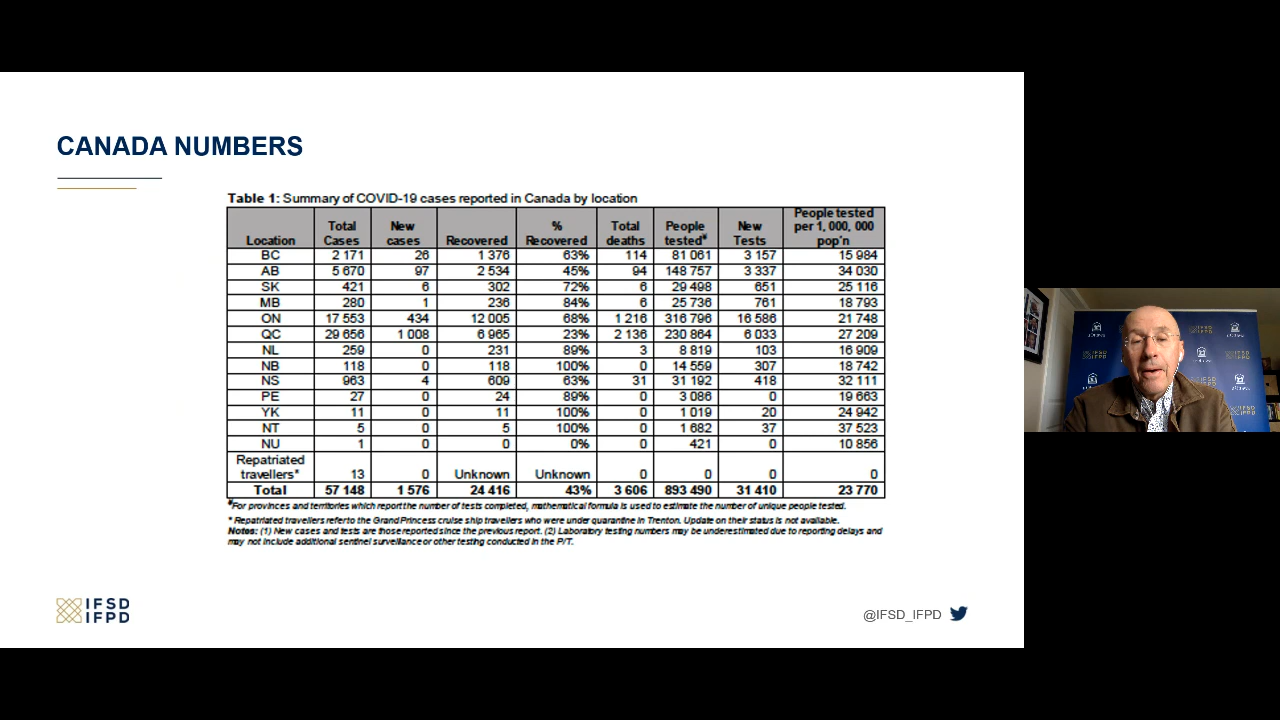 CANADA NUMBERS
Table 1: Summary of COVID-19 cases reported in Canada by location
Location Total Cases New cases Recovered % Recovered Total deaths People tested¥ New Tests People tested per 1, 000, 000 pop'n
BC 2 171 26 1 376 63% 114 81 061 3 157 15 984
AB 5 670 97 2 534 45% 94 148 757 3 337 34 030
SK 421 6 302 72% 6 29 498 651 25 116
MB 280 1 236 84% 6 25 736 761 18 793
ON 17 553 434 12 005 68% 1 216 316 796 16 586 21 748
QC 29 656 1 008 6 965 23% 2 136 230 864 6 033 27 209
NL 259 0 231 89% 3 8 819 103 16 909
NB 118 0 118 100% 0 14 559 307 18 742
NS 963 4 609 63% 31 31 192 418 32 111
PE 27 0 24 89% 0 3 086 0 19 663
YK 11 0 11 100% 0 1 019 20 24 942
NT 5 0 5 100% 0 1 682 37 37 523
NU 1 0 0 0% 0 421 0 10 856
Repatriated travellers* 13 0 Unknown Unknown 0 0 0 0
Total 57 148 1 576 24 416 43% 3 606 893 490 31 410 23 770
¥For provinces and territories which report the number of tests completed, mathematical formula is used to estimate the number of unique people tested.
* Repatriated travellers refer to the Grand Princess cruise ship travellers who were under quarantine in Trenton. Update on their status is not available.
Notes: (1) New cases and tests are those reported since the previous report. (2) Laboratory testing numbers may be underestimated due to reporting delays and
may not include additional sentinel surveillance or other testing conducted in the P/T.
IFSD
IFPD
@IFSD_IFPD